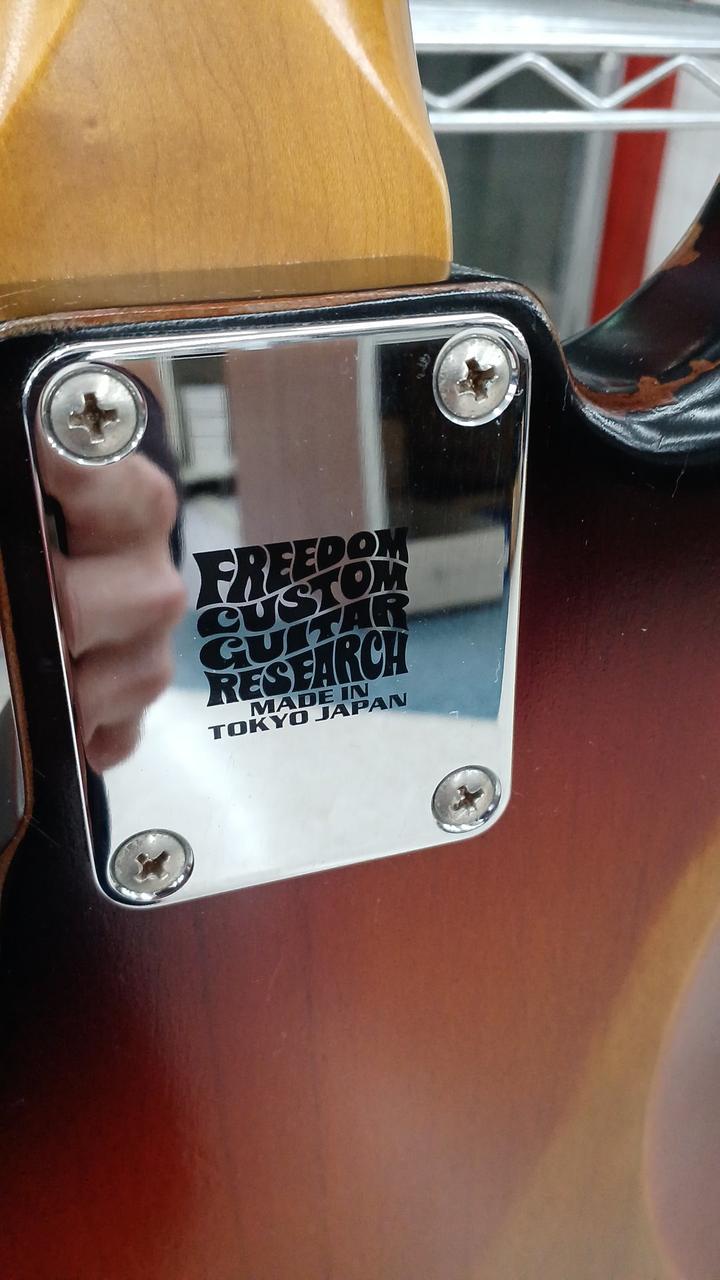 FREEDOM
CUSTOM
GUITAR
RESEARCH
MADE IN
TOKYO JAPAN